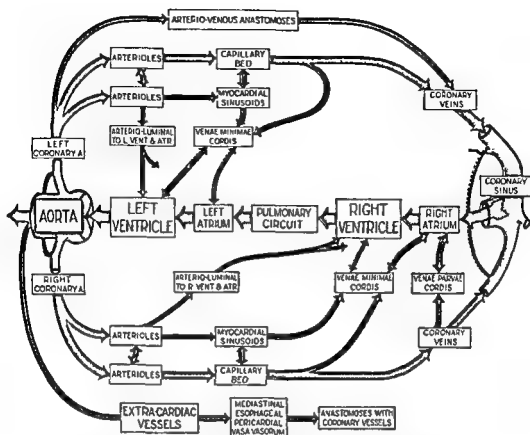 ARTERIO-VENOUS ANASTOMOSES
ARTERIOLES
CAPILLARY
BED
ARTERIOLES
MYOCARDIAL
SINUSOIDS
CORONARY
VEINS
ARTERIO-LUMINAL
TO L. VENT & ATR
VENAE MINIMAE
CORDIS
LEFT
CORONARY A
CORONARY
SINUS
AORTA
LEFT
VENTRICLE
LEFT
ATRIUM
PULMONARY
CIRCUIT
RIGHT
VENTRICLE
RIGHT
ATRIUM
RIGHT
CORONARY A.
ARTERIO-LUMINAL
TO R VENT & ATR
VENAE MINIMAE
CORDIS
VENAE PARVAE
CORDIS
ARTERIOLES
MYOCARDIAL
SINUSOIDS
CORONARY
VEINS
ARTERIOLES
CAPILLARY
BED
EXTRA-CARDIAC
VESSELS
MEDIASTINAL
ESOPHAGEAL
PERICARDIAL
VASA VASORUM
ANASTOMOSES WITH
CORONARY VESSELS